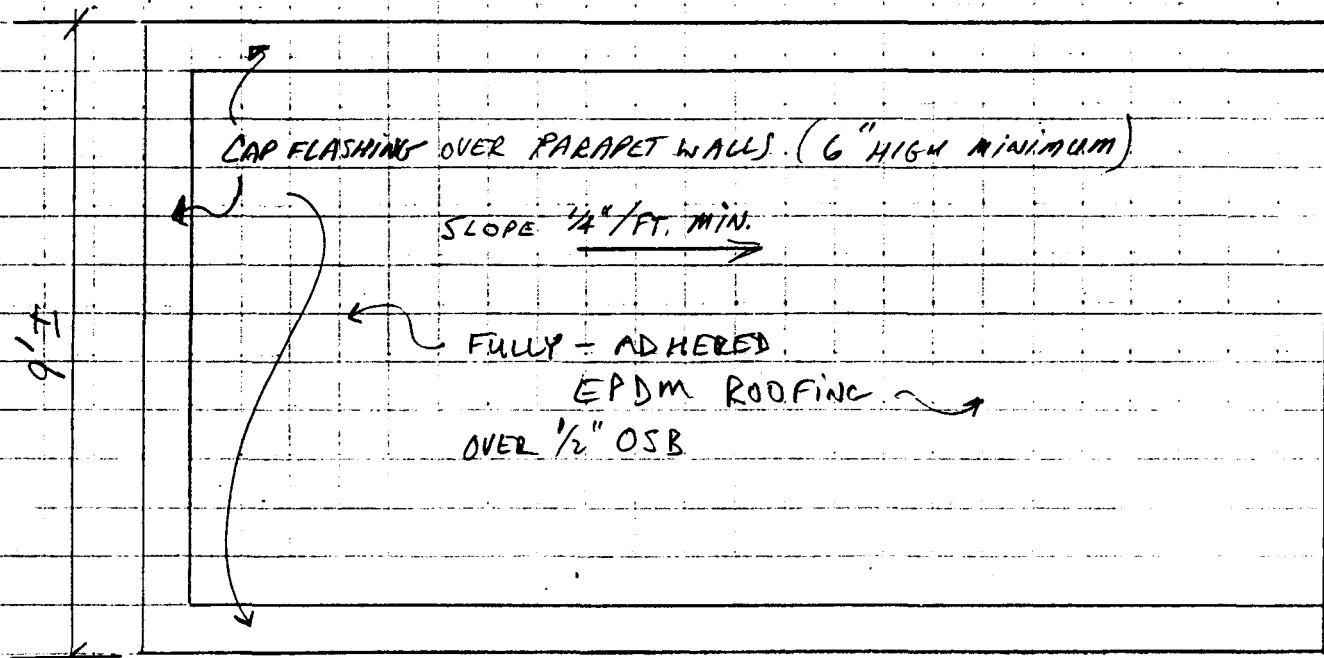 CAP FLASHING OVER PARAPET WALLS. (6" HIGH MINIMUM)
SLOPE 1/4"/FT. MIN.
9'±
FULLY - ADHERED
EPDM ROOFING
OVER 1/2" OSB